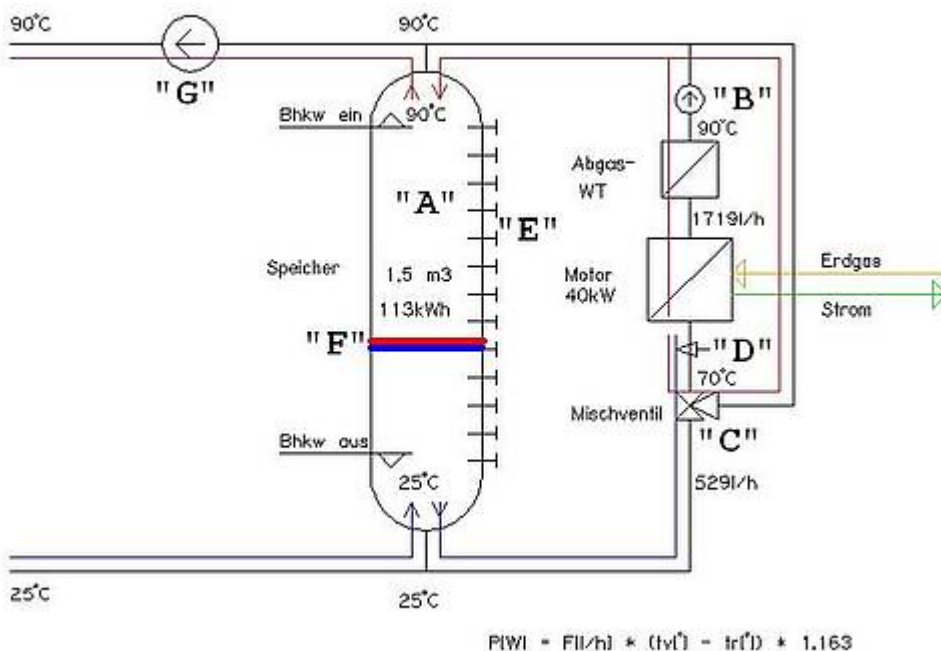 90°C
90°C
"G"
"B"
Bhkw ein
90°C
90°C
Abgas-
WT
"A"
"E"
1719l/h
Speicher
1.5 m3
113kWh
Motor
40kW
Erdgas
Strom
"F"
"D"
70°C
Mischventil
"C"
Bhkw aus
25°C
529l/h
25°C
25°C
P[W] = F[l/h] * (tv[°] - tr[°]) * 1.163